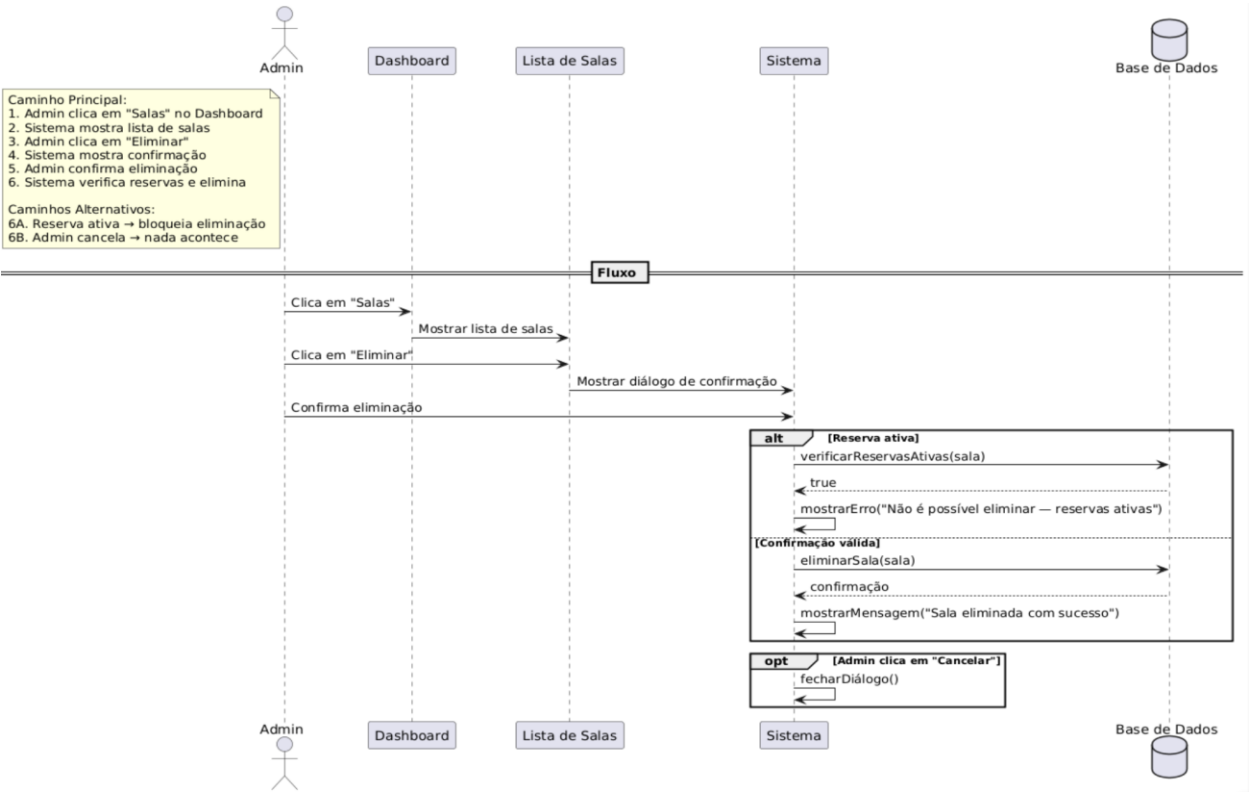 Admin
Dashboard
Lista de Salas
Sistema
Base de Dados
Caminho Principal:
1. Admin clica em "Salas" no Dashboard
2. Sistema mostra lista de salas
3. Admin clica em "Eliminar"
4. Sistema mostra confirmação
5. Admin confirma eliminação
6. Sistema verifica reservas e elimina
Caminhos Alternativos:
6A. Reserva ativa → bloqueia eliminação
6B. Admin cancela → nada acontece
Fluxo
Clica em "Salas"
Mostrar lista de salas
Clica em "Eliminar"
Mostrar diálogo de confirmação
Confirma eliminação
alt [Reserva ativa]
verificarReservasAtivas(sala)
true
mostrarErro("Não é possível eliminar — reservas ativas")
[Confirmação válida]
eliminarSala(sala)
confirmação
mostrarMensagem("Sala eliminada com sucesso")
opt [Admin clica em "Cancelar"]
fecharDiálogo()
Admin
Dashboard
Lista de Salas
Sistema
Base de Dados